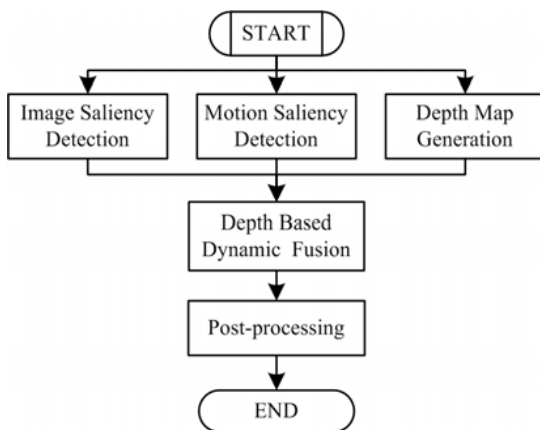 START
Image Saliency
Detection
Motion Saliency
Detection
Depth Map
Generation
Depth Based
Dynamic Fusion
Post-processing
END